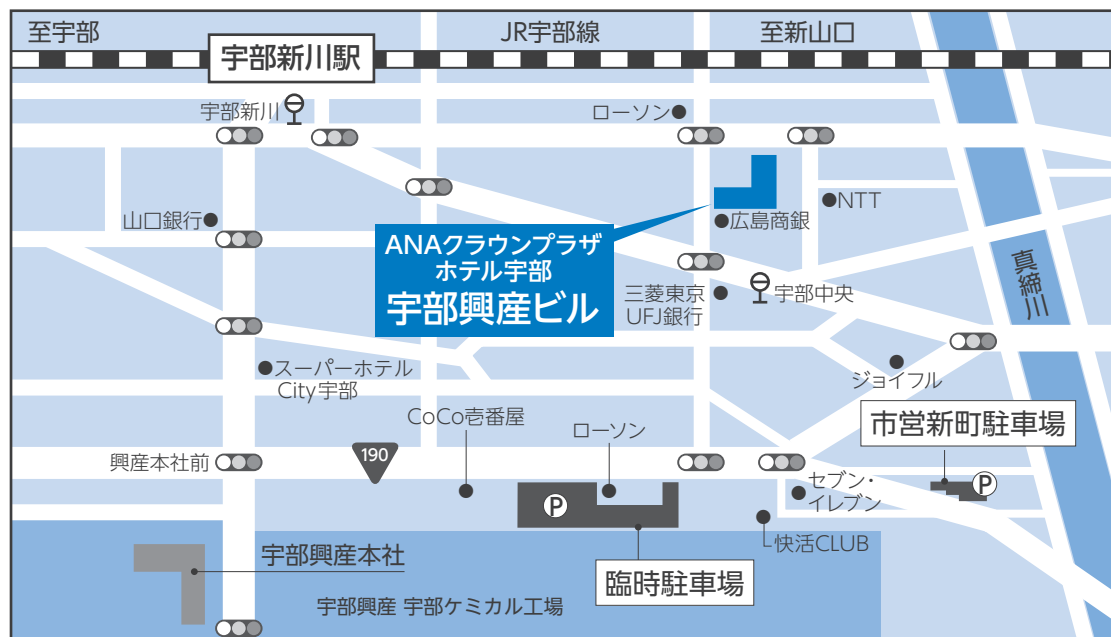 至宇部
JR宇部線
至新山口
宇部新川駅
宇部新川
ローソン
山口銀行
NTT
広島商銀
ANAクラウンプラザ
ホテル宇部
宇部興産ビル
三菱東京
UFJ銀行
宇部中央
真締川
スーパーホテル
City宇部
ジョイフル
CoCo壱番屋
ローソン
市営新町駐車場
興産本社前
190
セブン・
イレブン
P
P
快活CLUB
宇部興産本社
臨時駐車場
宇部興産 宇部ケミカル工場